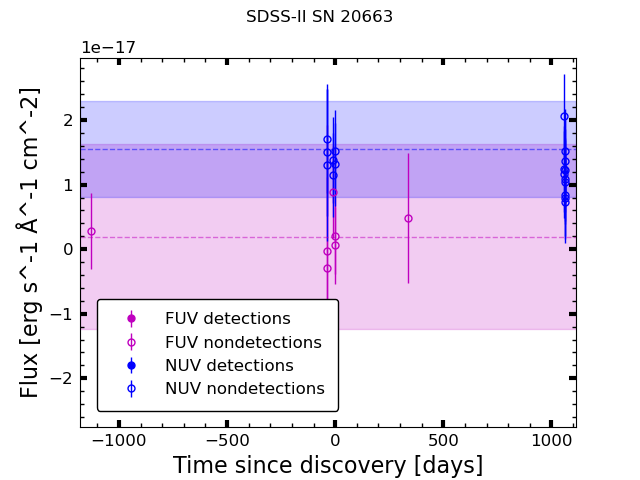 SDSS-II SN 20663
1e−17
Flux [erg s^-1 Å^-1 cm^-2]
2
1
0
−1
−2
FUV detections
FUV nondetections
NUV detections
NUV nondetections
−1000 −500 0 500 1000
Time since discovery [days]